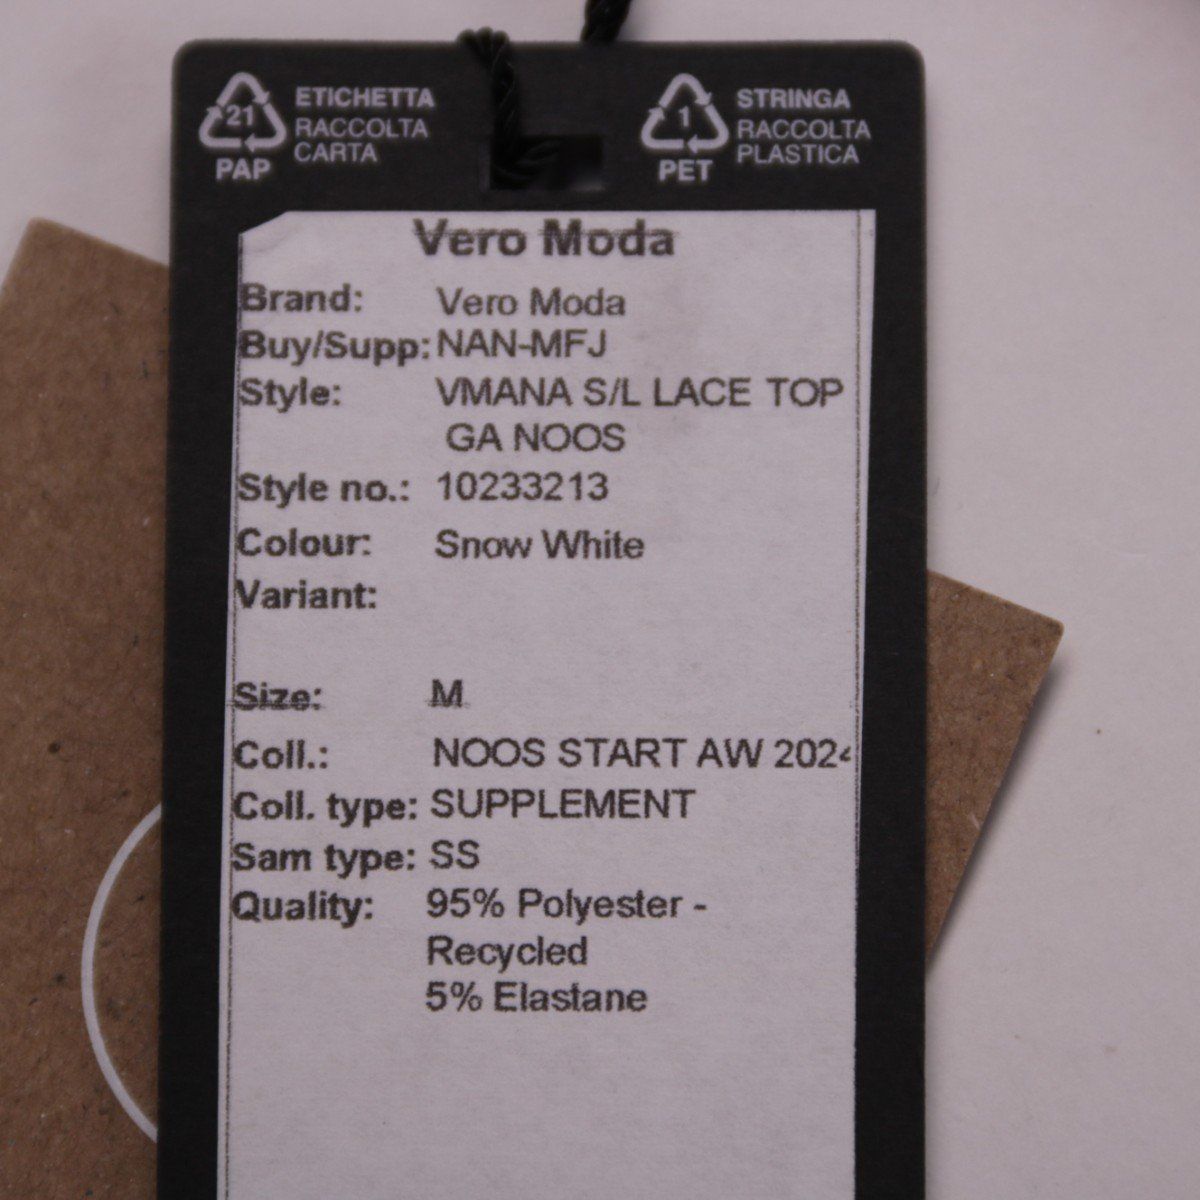 21
PAP
ETICHETTA
RACCOLTA
CARTA
1
PET
STRINGA
RACCOLTA
PLASTICA
Vero Moda
Brand: Vero Moda
Buy/Supp: NAN-MFJ
Style: VMANA S/L LACE TOP
GA NOOS
Style no.: 10233213
Colour: Snow White
Variant:
Size: M
Coll.: NOOS START AW 2024
Coll. type: SUPPLEMENT
Sam type: SS
Quality: 95% Polyester -
Recycled
5% Elastane